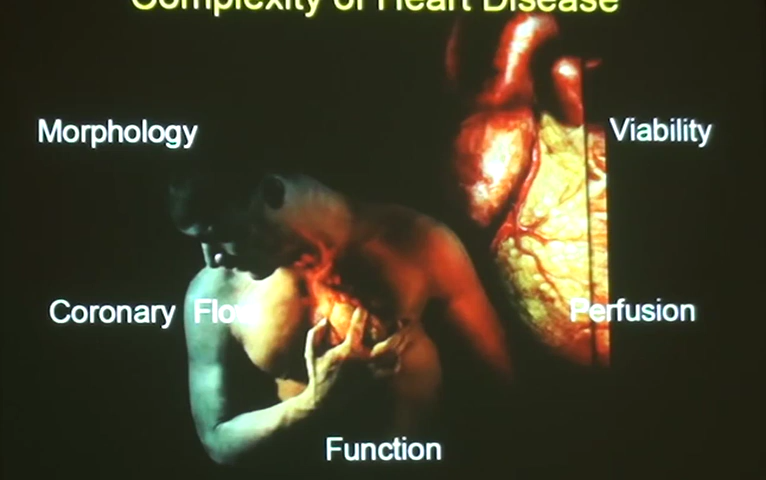 Complexity of Heart Disease
Morphology
Viability
Coronary Flow
Perfusion
Function